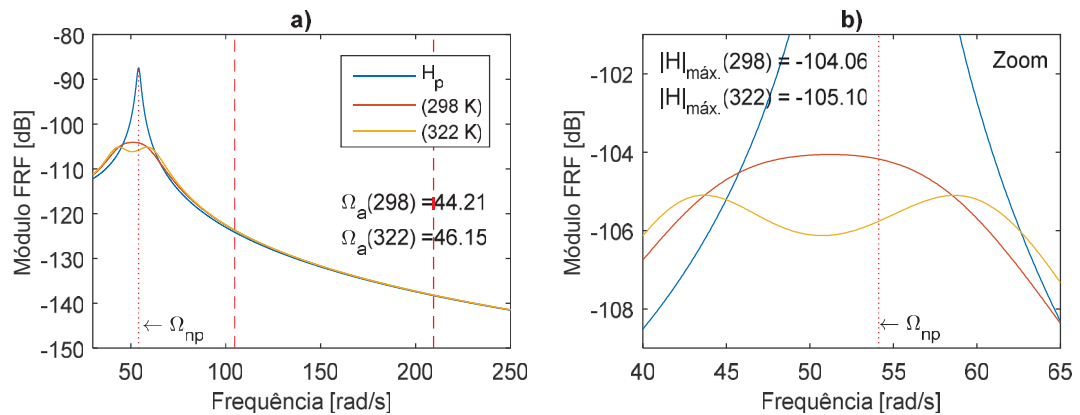 a)
-80
-90
-100
-110
-120
-130
-140
-150
Módulo FRF [dB]
H_p
(298 K)
(322 K)
Ω_a(298) =44.21
Ω_a(322) =46.15
← Ω_np
50
100
150
200
250
Frequência [rad/s]
b)
-102
-104
-106
-108
Módulo FRF [dB]
|H|_máx.(298) = -104.06
|H|_máx.(322) = -105.10
Zoom
← Ω_np
40
45
50
55
60
65
Frequência [rad/s]